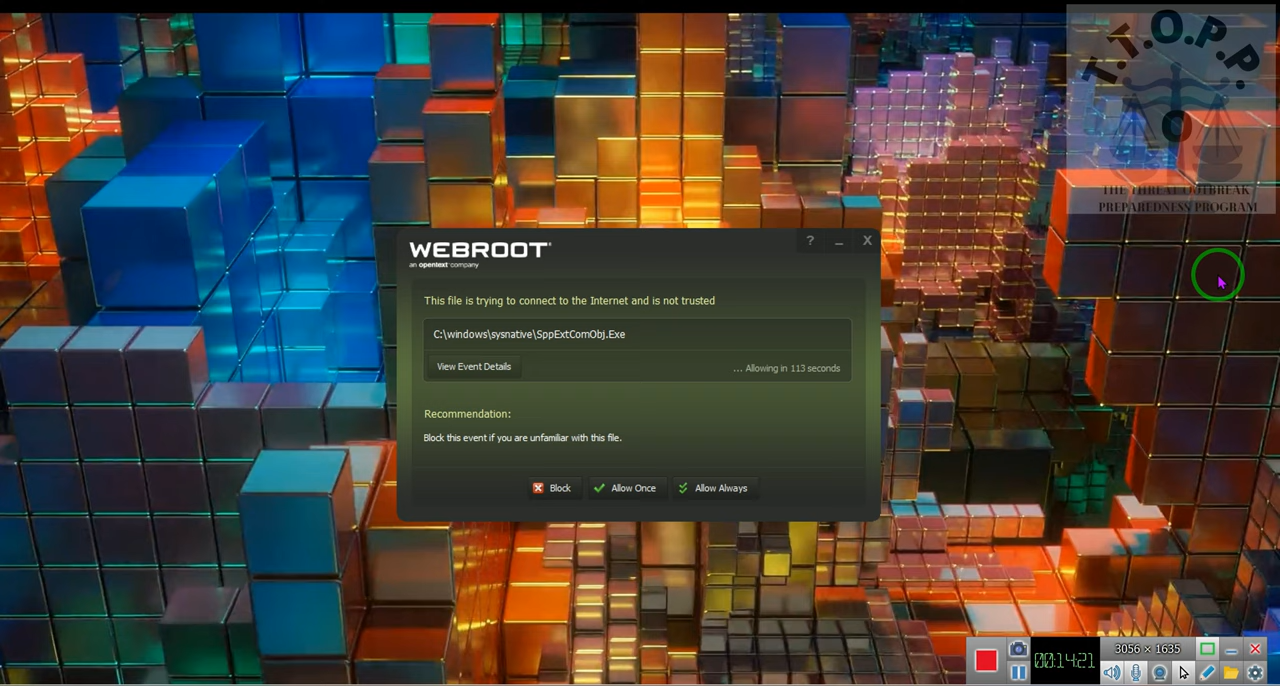 T.T.O.P.P.
O
THE THREAT OUTBREAK
PREPAREDNESS PROGRAM
WEBROOT®
an opentext™ company
? _ X
This file is trying to connect to the Internet and is not trusted
C:\windows\sysnative\SppExtComObj.Exe
View Event Details
... Allowing in 113 seconds
Recommendation:
Block this event if you are unfamiliar with this file.
Block
Allow Once
Allow Always
00:14:21
3056 × 1635